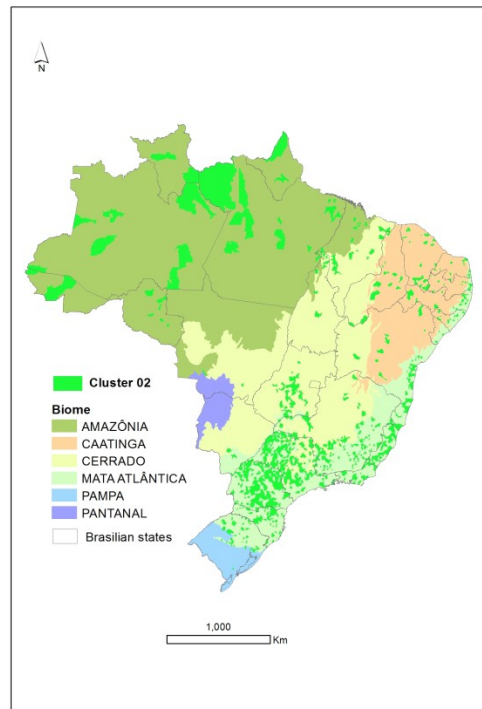 N
Cluster 02
Biome
AMAZÔNIA
CAATINGA
CERRADO
MATA ATLÂNTICA
PAMPA
PANTANAL
Brasilian states
1,000
Km